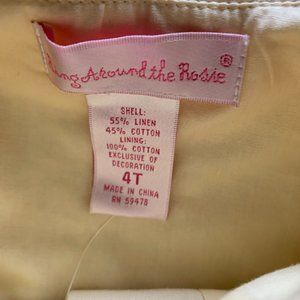 Ring Around the Rosie®
SHELL:
55% LINEN
45% COTTON
LINING:
100% COTTON
EXCLUSIVE OF
DECORATION
4T
MADE IN CHINA
RN 59478